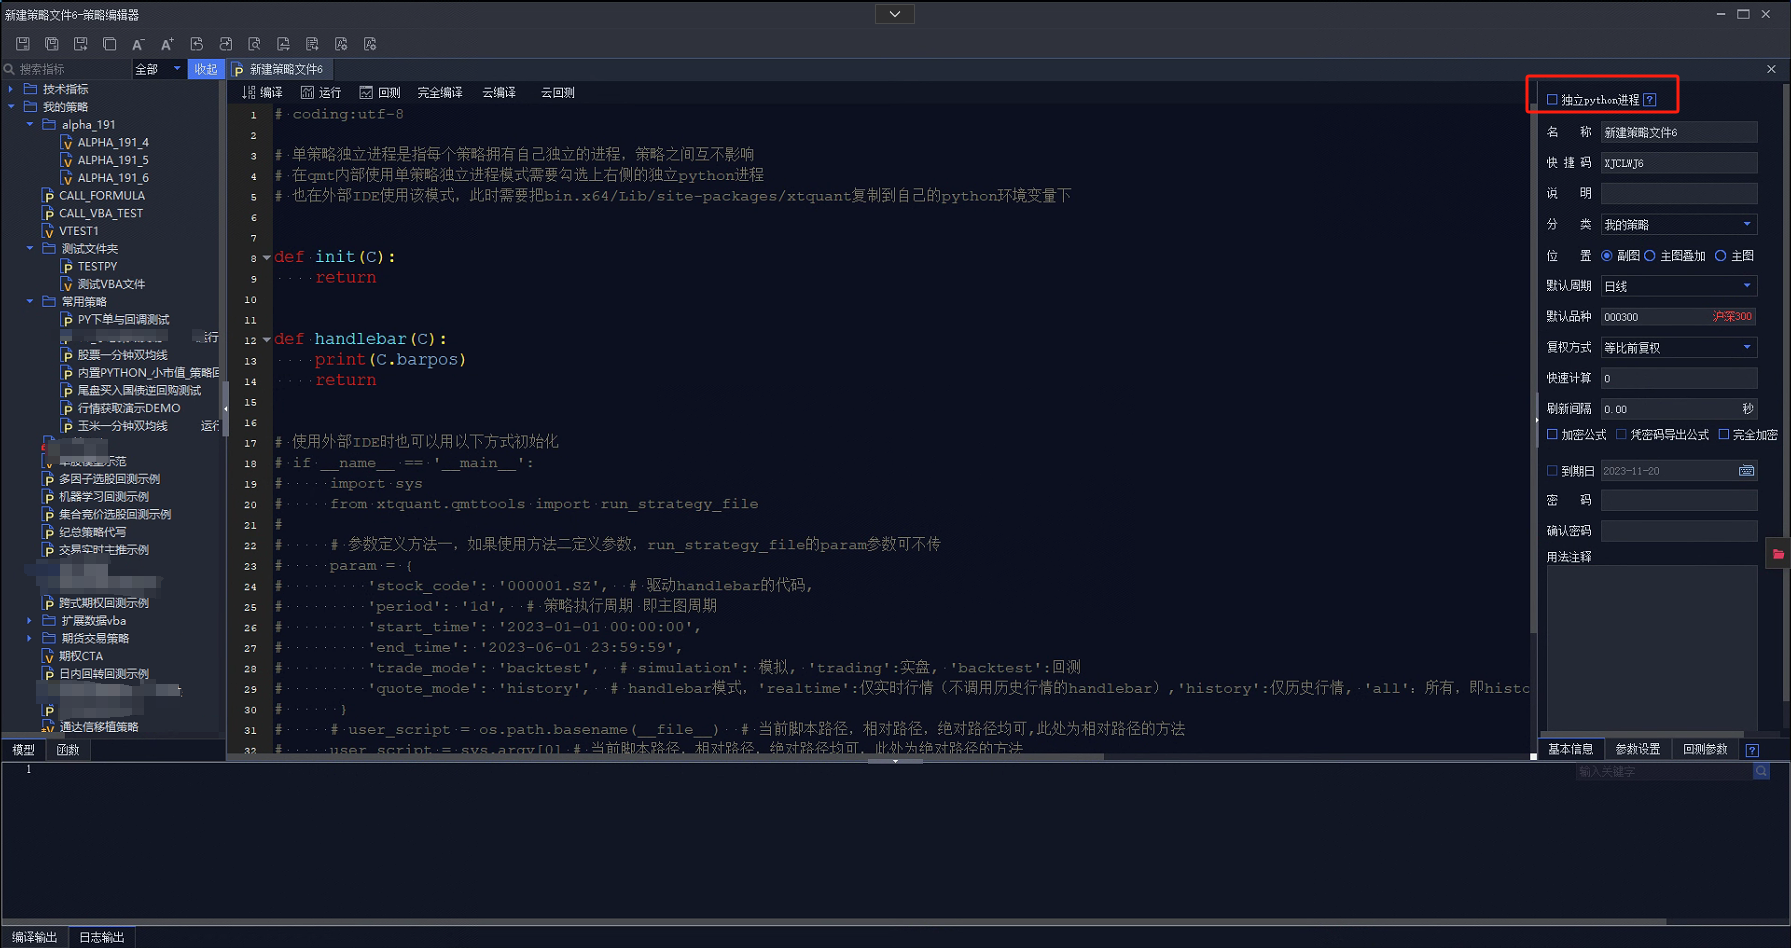 新建策略文件6-策略编辑器
搜索指标 全部 收起 新建策略文件6
技术指标
我的策略
alpha_191
ALPHA_191_4
ALPHA_191_5
ALPHA_191_6
CALL_FORMULA
CALL_VBA_TEST
VTEST1
测试文件夹
TESTPY
测试VBA文件
常用策略
PY下单与回调测试
运行
股票一分钟双均线
内置PYTHON_小市值_策略回
尾盘买入国债逆回购测试
行情获取演示DEMO
玉米一分钟双均线 运行
示范
多因子选股回测示例
机器学习回测示例
集合竞价选股回测示例
纪总策略代写
交易实时主推示例
跨式期权回测示例
扩展数据vba
期货交易策略
期权CTA
日内回转回测示例
通达信移植策略
模型 函数
编译 运行 回测 完全编译 云编译 云回测
1 # coding:utf-8
2
3 # 单策略独立进程是指每个策略拥有自己独立的进程，策略之间互不影响
4 # 在qmt内部使用单策略独立进程模式需要勾选上右侧的独立python进程
5 # 也在外部IDE使用该模式，此时需要把bin.x64/Lib/site-packages/xtquant复制到自己的python环境变量下
6
7
8 def init(C):
9 return
10
11
12 def handlebar(C):
13 print(C.barpos)
14 return
15
16
17 # 使用外部IDE时也可以用以下方式初始化
18 # if __name__ == '__main__':
19 # import sys
20 # from xtquant.qmttools import run_strategy_file
21 #
22 # # 参数定义方法一，如果使用方法二定义参数，run_strategy_file的param参数可不传
23 # param = {
24 # 'stock_code': '000001.SZ', # 驱动handlebar的代码,
25 # 'period': '1d', # 策略执行周期 即主图周期
26 # 'start_time': '2023-01-01 00:00:00',
27 # 'end_time': '2023-06-01 23:59:59',
28 # 'trade_mode': 'backtest', # simulation': 模拟, 'trading':实盘, 'backtest':回测
29 # 'quote_mode': 'history', # handlebar模式，'realtime':仅实时行情（不调用历史行情的handlebar）,'history':仅历史行情, 'all'：所有，即histo
30 # }
31 # # user_script = os.path.basename(__file__) # 当前脚本路径，相对路径，绝对路径均可,此处为相对路径的方法
32 # user_script = sys.argv[0] # 当前脚本路径，相对路径，绝对路径均可，此处为绝对路径的方法
独立python进程 ?
名 称 新建策略文件6
快 捷 码 XJCLWJ6
说 明
分 类 我的策略
位 置 副图 主图叠加 主图
默认周期 日线
默认品种 000300 沪深300
复权方式 等比前复权
快速计算 0
刷新间隔 0.00 秒
加密公式 凭密码导出公式 完全加密
到期日 2023-11-20
密 码
确认密码
用法注释
基本信息 参数设置 回测参数 ?
输入关键字
1
编译输出 日志输出